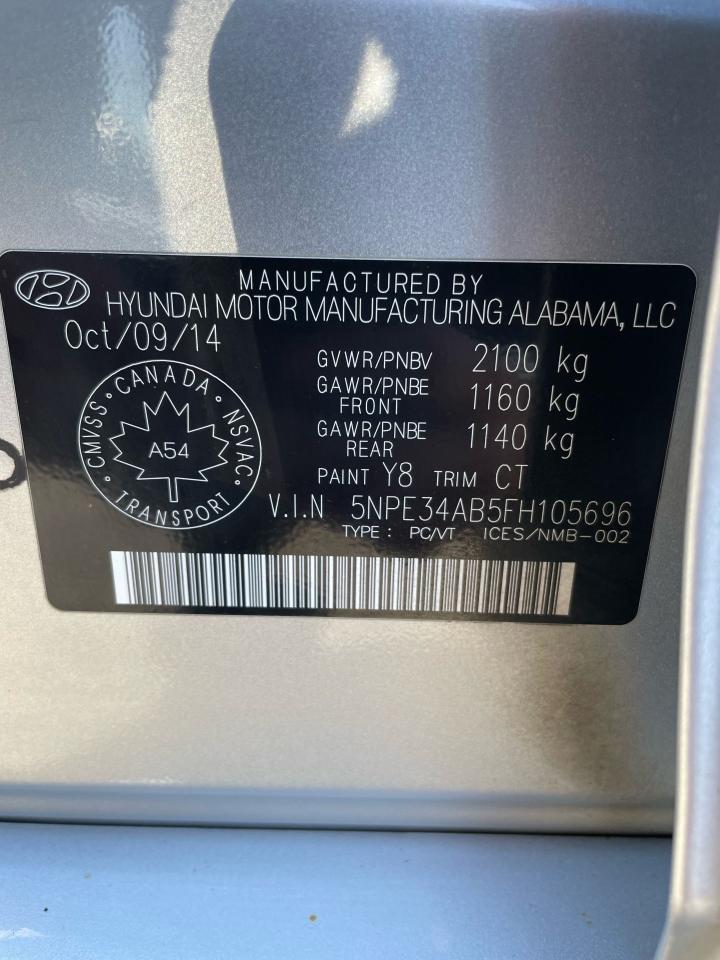 MANUFACTURED BY
HYUNDAI MOTOR MANUFACTURING ALABAMA, LLC
Oct/09/14
GVWR/PNBV 2100 kg
GAWR/PNBE FRONT 1160 kg
GAWR/PNBE REAR 1140 kg
PAINT Y8 TRIM CT
V.I.N 5NPE34AB5FH105696
TYPE : PC/VT ICES/NMB-002
CMVSS • CANADA • NSVAC • TRANSPORT •
A54